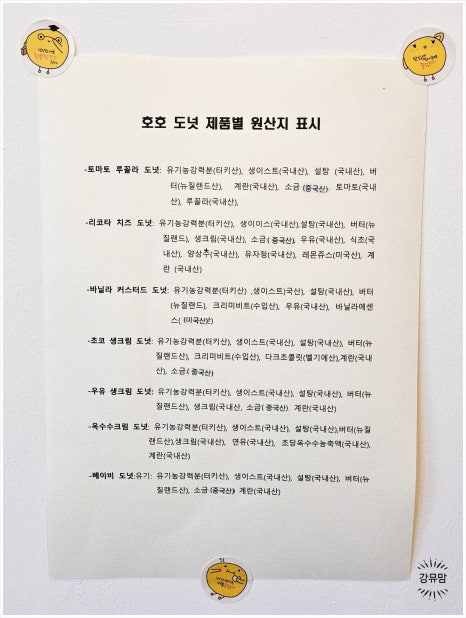 호호 도넛 제품별 원산지 표시
-토마토 루꼴라 도넛: 유기농강력분(터키산), 생이스트(국내산), 설탕 (국내산), 버
터(뉴질랜드산), 계란(국내산), 소금(중국산) 토마토(국내
산), 루꼴라(국내산),
-리코타 치즈 도넛: 유기농강력분(터키산), 생이이스(국내산),설탕(국내산), 버터(뉴
질랜드), 생크림(국내산), 소금(중국산), 우유(국내산), 식초(국
내산), 양상추(국내산), 유자청(국내산), 레몬쥬스(미국산), 계
란 (국내산)
-바닐라 커스터드 도넛: 유기농강력분(터키산) ,생이스트(국산), 설탕(국내산), 버터
(뉴질랜드), 크리미비트(수입산), 우유(국내산), 바닐라에센
스((미국산))
-초코 생크림 도넛: 유기농강력분(터키산), 생이스트(국내산), 설탕(국내산), 버터(뉴
질랜드산), 크리미비트(수입산), 다크초콜릿(벨기에산),계란(국내
산), 소금(중국산)
-우유 생크림 도넛: 유기농강력분(터키산), 생이스트(국내산), 설탕(국내산), 버터(뉴
질랜드산), 생크림(국내산, 소금(중국산) 계란(국내산)
-옥수수크림 도넛: 유기농강력분(터키산), 생이스트(국내산), 설탕(국내산),버터(뉴질
랜드산),생크림(국내산), 연유(국내산), 초당옥수수농축액(국내산),
계란(국내산)
-베이비 도넛:유기: 유기농강력분(터키산), 생이스트(국내산), 설탕(국내산), 버터(뉴
질랜드산), 소금(중국산) 계란(국내산)
강뮤맘